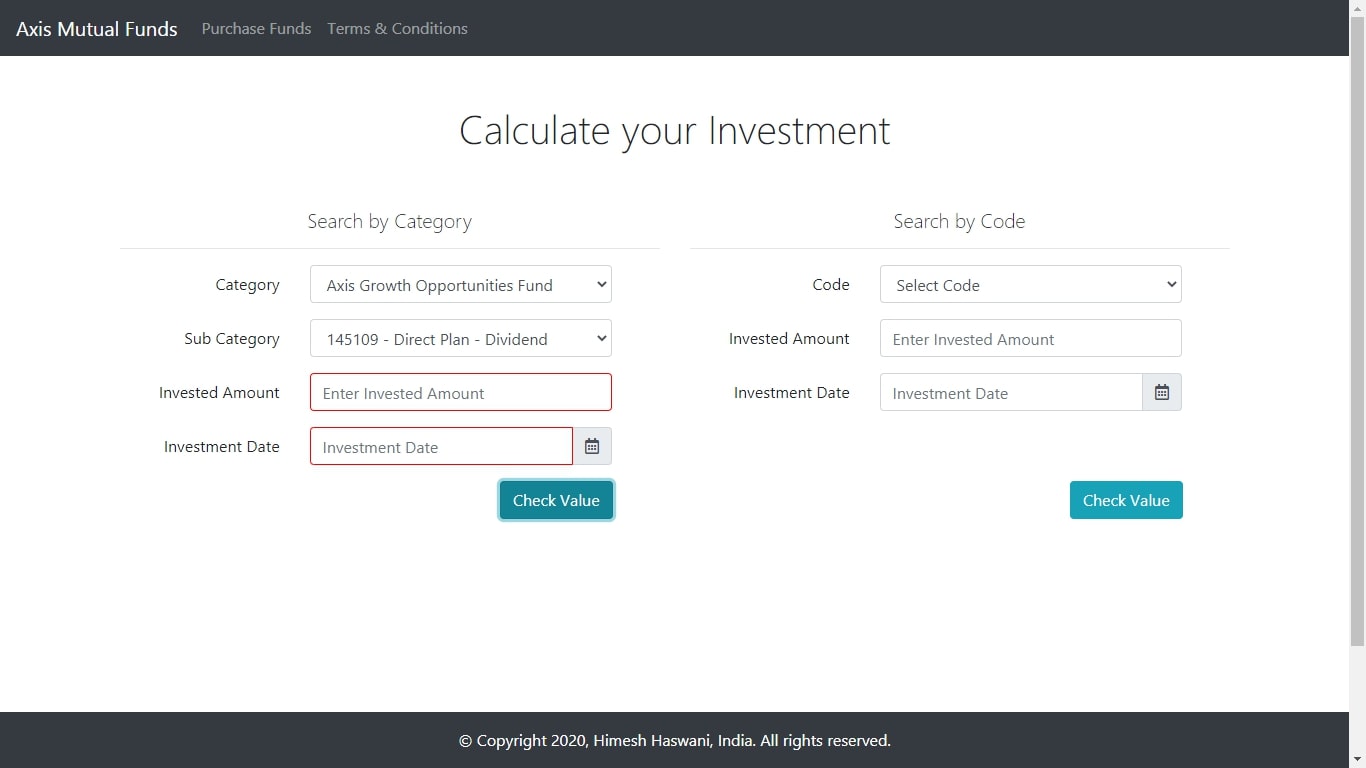 Axis Mutual Funds Purchase Funds Terms & Conditions
Calculate your Investment
Search by Category
Category Axis Growth Opportunities Fund
Sub Category 145109 - Direct Plan - Dividend
Invested Amount Enter Invested Amount
Investment Date Investment Date
Check Value
Search by Code
Code Select Code
Invested Amount Enter Invested Amount
Investment Date Investment Date
Check Value
© Copyright 2020, Himesh Haswani, India. All rights reserved.